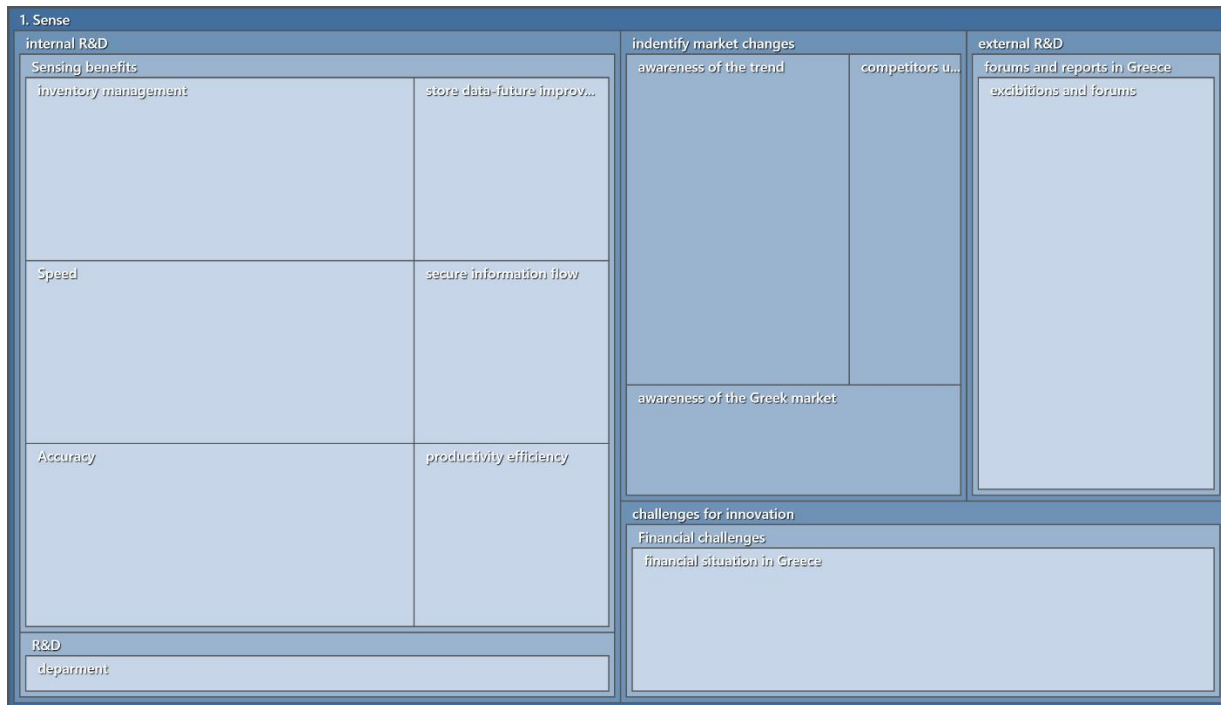 1. Sense
internal R&D
Sensing benefits
inventory management
store data-future improv...
Speed
secure information flow
Accuracy
productivity efficiency
R&D
deparment
indentify market changes
awareness of the trend
competitors u...
awareness of the Greek market
external R&D
forums and reports in Greece
excibitions and forums
challenges for innovation
Financial challenges
financial situation in Greece